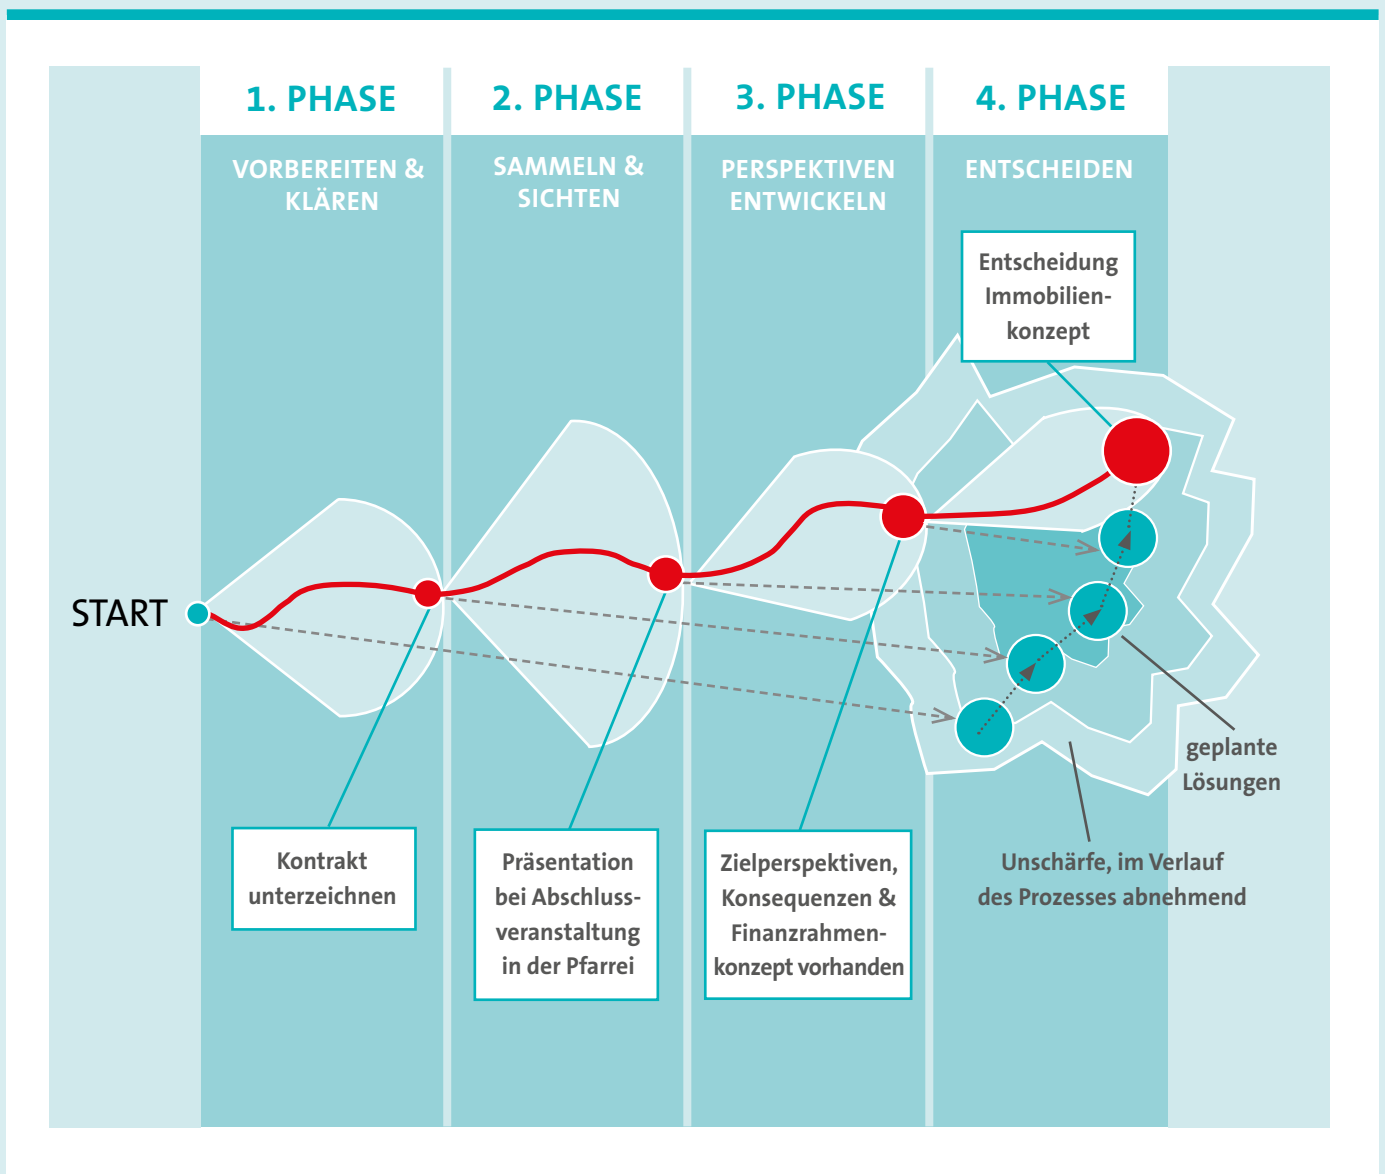 1. PHASE
2. PHASE
3. PHASE
4. PHASE
VORBEREITEN &
KLÄREN
SAMMELN &
SICHTEN
PERSPEKTIVEN
ENTWICKELN
ENTSCHEIDEN
Entscheidung
Immobilien-
konzept
START
geplante
Lösungen
Unschärfe, im Verlauf
des Prozesses abnehmend
Kontrakt
unterzeichnen
Präsentation
bei Abschluss-
veranstaltung
in der Pfarrei
Zielperspektiven,
Konsequenzen &
Finanzrahmen-
konzept vorhanden